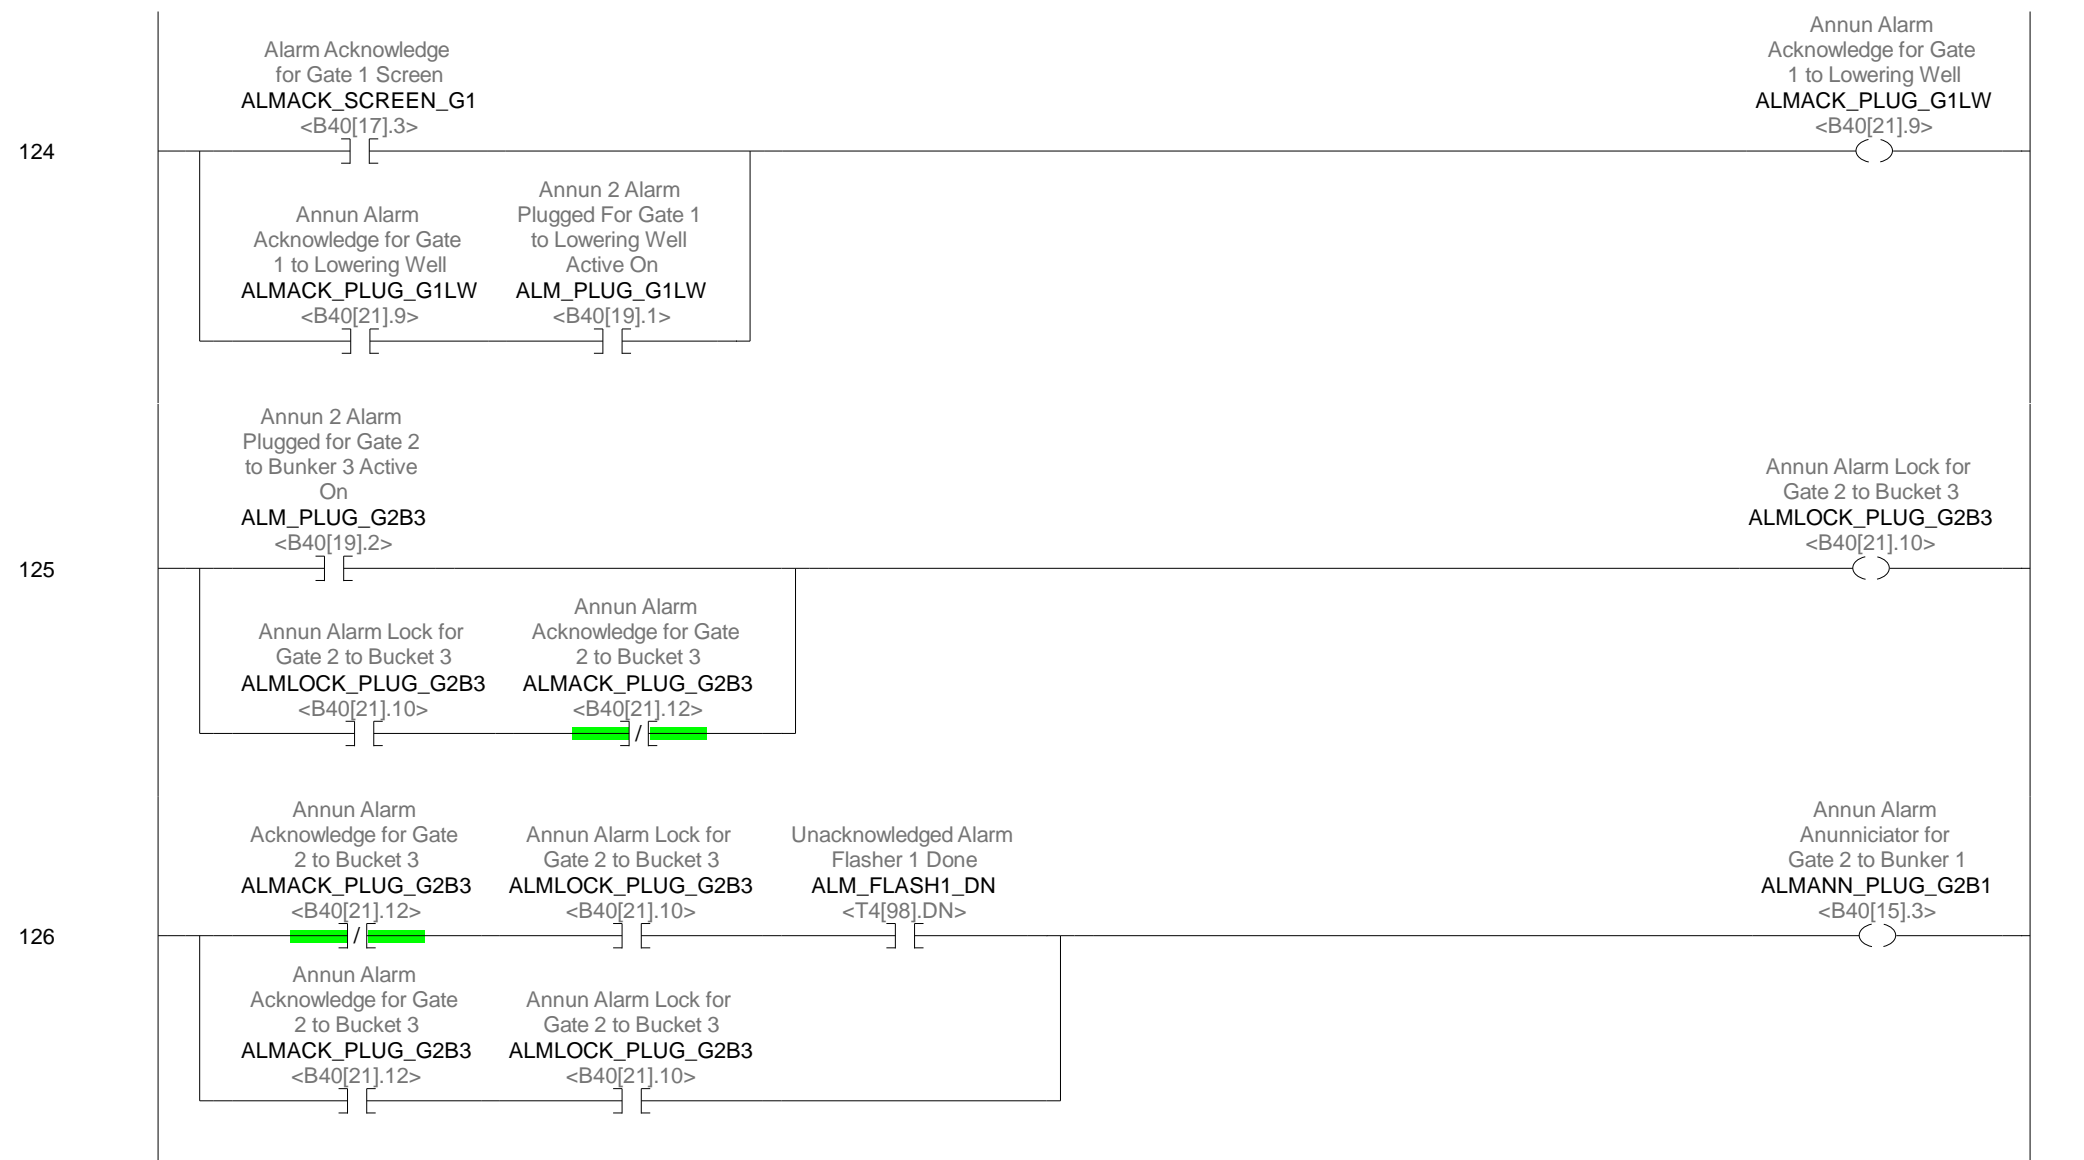 Alarm Acknowledge
for Gate 1 Screen
ALMACK_SCREEN_G1
<B40[17].3>
Annun Alarm
Acknowledge for Gate
1 to Lowering Well
ALMACK_PLUG_G1LW
<B40[21].9>
124
Annun Alarm
Acknowledge for Gate
1 to Lowering Well
ALMACK_PLUG_G1LW
<B40[21].9>
Annun 2 Alarm
Plugged For Gate 1
to Lowering Well
Active On
ALM_PLUG_G1LW
<B40[19].1>
Annun 2 Alarm
Plugged for Gate 2
to Bunker 3 Active
On
ALM_PLUG_G2B3
<B40[19].2>
Annun Alarm Lock for
Gate 2 to Bucket 3
ALMLOCK_PLUG_G2B3
<B40[21].10>
125
Annun Alarm Lock for
Gate 2 to Bucket 3
ALMLOCK_PLUG_G2B3
<B40[21].10>
Annun Alarm
Acknowledge for Gate
2 to Bucket 3
ALMACK_PLUG_G2B3
<B40[21].12>
/
Annun Alarm
Acknowledge for Gate
2 to Bucket 3
ALMACK_PLUG_G2B3
<B40[21].12>
/
Annun Alarm Lock for
Gate 2 to Bucket 3
ALMLOCK_PLUG_G2B3
<B40[21].10>
Unacknowledged Alarm
Flasher 1 Done
ALM_FLASH1_DN
<T4[98].DN>
Annun Alarm
Anunniciator for
Gate 2 to Bunker 1
ALMANN_PLUG_G2B1
<B40[15].3>
126
Annun Alarm
Acknowledge for Gate
2 to Bucket 3
ALMACK_PLUG_G2B3
<B40[21].12>
Annun Alarm Lock for
Gate 2 to Bucket 3
ALMLOCK_PLUG_G2B3
<B40[21].10>